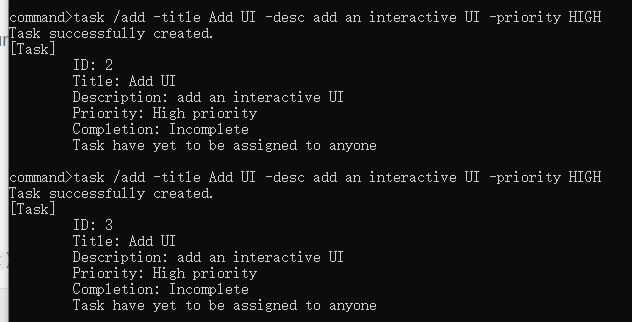 command>task /add -title Add UI -desc add an interactive UI -priority HIGH
Task successfully created.
[Task]
ID: 2
Title: Add UI
Description: add an interactive UI
Priority: High priority
Completion: Incomplete
Task have yet to be assigned to anyone
command>task /add -title Add UI -desc add an interactive UI -priority HIGH
Task successfully created.
[Task]
ID: 3
Title: Add UI
Description: add an interactive UI
Priority: High priority
Completion: Incomplete
Task have yet to be assigned to anyone